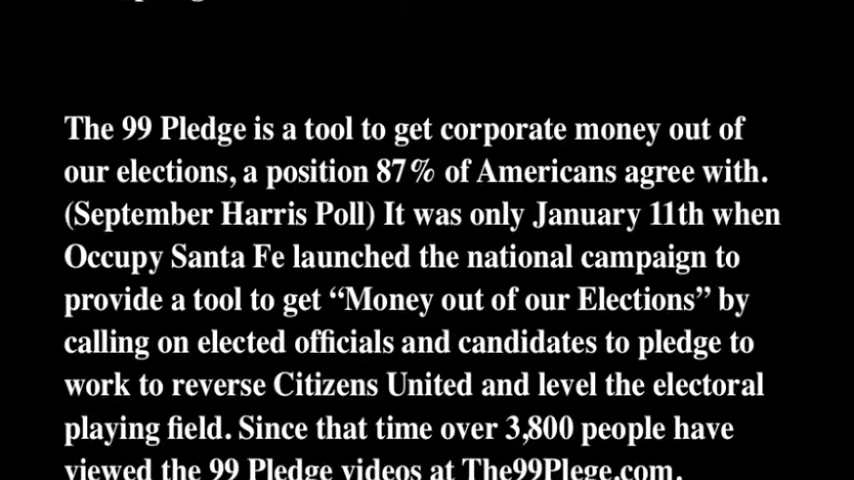 The 99 Pledge is a tool to get corporate money out of
our elections, a position 87% of Americans agree with.
(September Harris Poll) It was only January 11th when
Occupy Santa Fe launched the national campaign to
provide a tool to get “Money out of our Elections” by
calling on elected officials and candidates to pledge to
work to reverse Citizens United and level the electoral
playing field. Since that time over 3,800 people have
viewed the 99 Pledge videos at The99Plege.com.